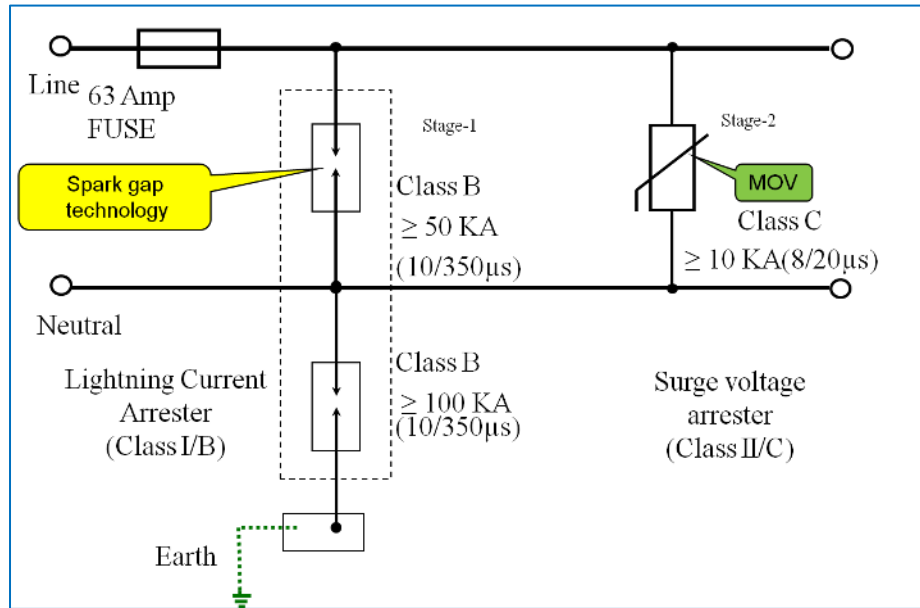 Line
63 Amp
FUSE
Stage-1
Stage-2
Spark gap
technology
MOV
Class B
≥ 50 KA
(10/350µs)
Class C
≥ 10 KA(8/20µs)
Neutral
Lightning Current
Arrester
(Class I/B)
Class B
≥ 100 KA
(10/350µs)
Surge voltage
arrester
(Class II/C)
Earth